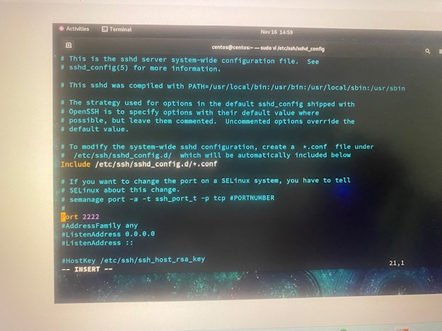 Activities Terminal
Nov 16 14:59
centos@centos:~ — sudo vi /etc/ssh/sshd_config
# This is the sshd server system-wide configuration file.  See
# sshd_config(5) for more information.
# This sshd was compiled with PATH=/usr/local/bin:/usr/bin:/usr/local/sbin:/usr/sbin
# The strategy used for options in the default sshd_config shipped with
# OpenSSH is to specify options with their default value where
# possible, but leave them commented.  Uncommented options override the
# default value.
# To modify the system-wide sshd configuration, create a  *.conf  file under
#  /etc/ssh/sshd_config.d/  which will be automatically included below
Include /etc/ssh/sshd_config.d/*.conf
# If you want to change the port on a SELinux system, you have to tell
# SELinux about this change.
# semanage port -a -t ssh_port_t -p tcp #PORTNUMBER
#
Port 2222
#AddressFamily any
#ListenAddress 0.0.0.0
#ListenAddress ::
#HostKey /etc/ssh/ssh_host_rsa_key
-- INSERT --
21,1